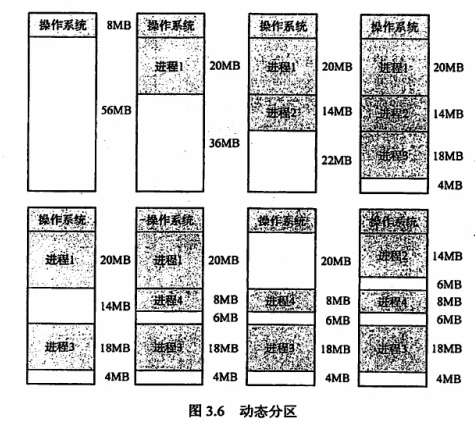 操作系统 8MB 操作系统 操作系统 操作系统
进程1 20MB 进程1 20MB 进程1 20MB
56MB
进程2 14MB 进程2 14MB
36MB
22MB 进程3 18MB
4MB
操作系统 操作系统 操作系统 操作系统
进程1 20MB 进程1 20MB 20MB 进程2 14MB
6MB
14MB 进程4 8MB 进程4 8MB 进程4 8MB
6MB 6MB 6MB
进程3 18MB 进程3 18MB 进程3 18MB 进程3 18MB
4MB 4MB 4MB 4MB
图 3.6 动态分区